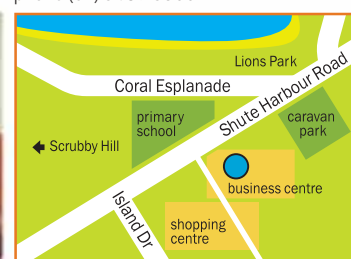 Lions Park
Coral Esplanade
Shute Harbour Road
primary
school
caravan
park
Scrubby Hill
business centre
Island Dr
shopping
centre